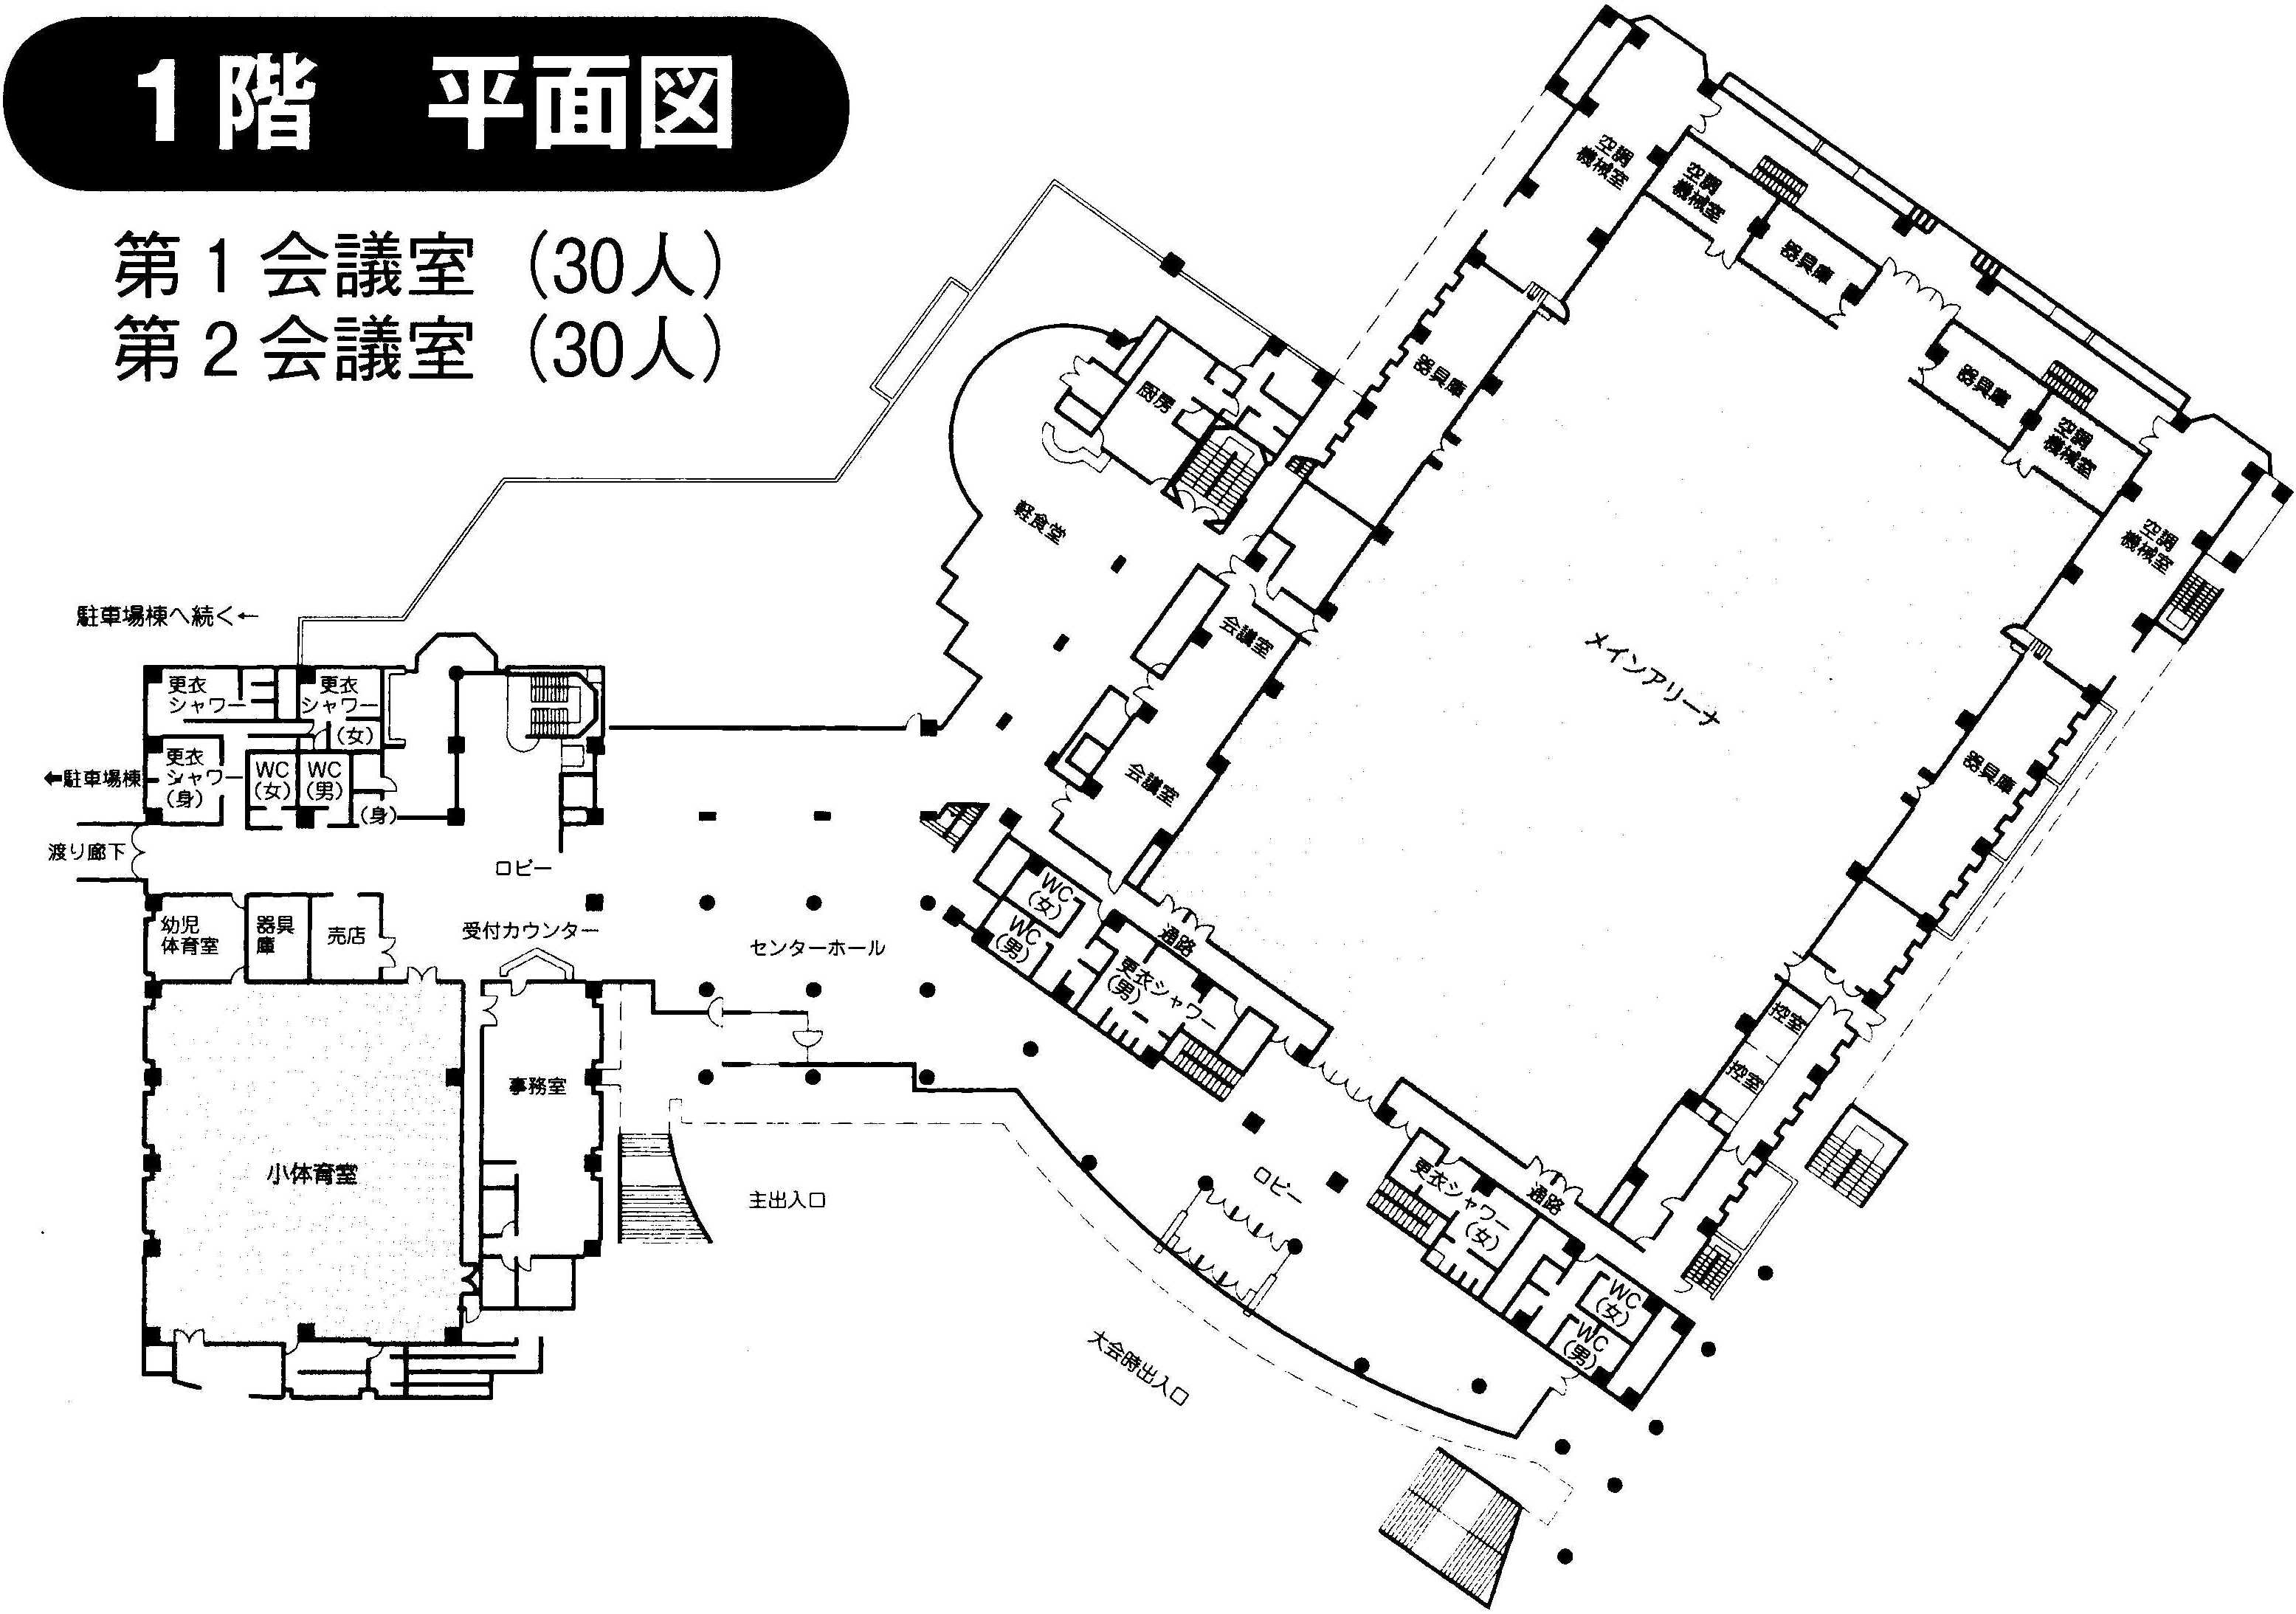 1階 平面図
第1会議室（30人）
第2会議室（30人）
空調
機械室
空調
機械室
器具庫
器具庫
器具庫
空調
機械室
空調
機械室
厨房
軽食堂
会議室
会議室
メインアリーナ
器具庫
駐車場棟へ続く←
更衣
シャワー
更衣
シャワー
（女）
更衣
シャワー
（身）
←駐車場棟
WC
（女）
WC
（男）
（身）
渡り廊下
ロビー
幼児
体育室
器具
庫
売店
受付カウンター
センターホール
WC
（女）
WC
（男）
通路
更衣シャワー
（男）
控室
控室
事務室
小体育室
主出入口
ロビー
更衣シャワー
（女）
通路
WC
（女）
WC
（男）
大会時出入口